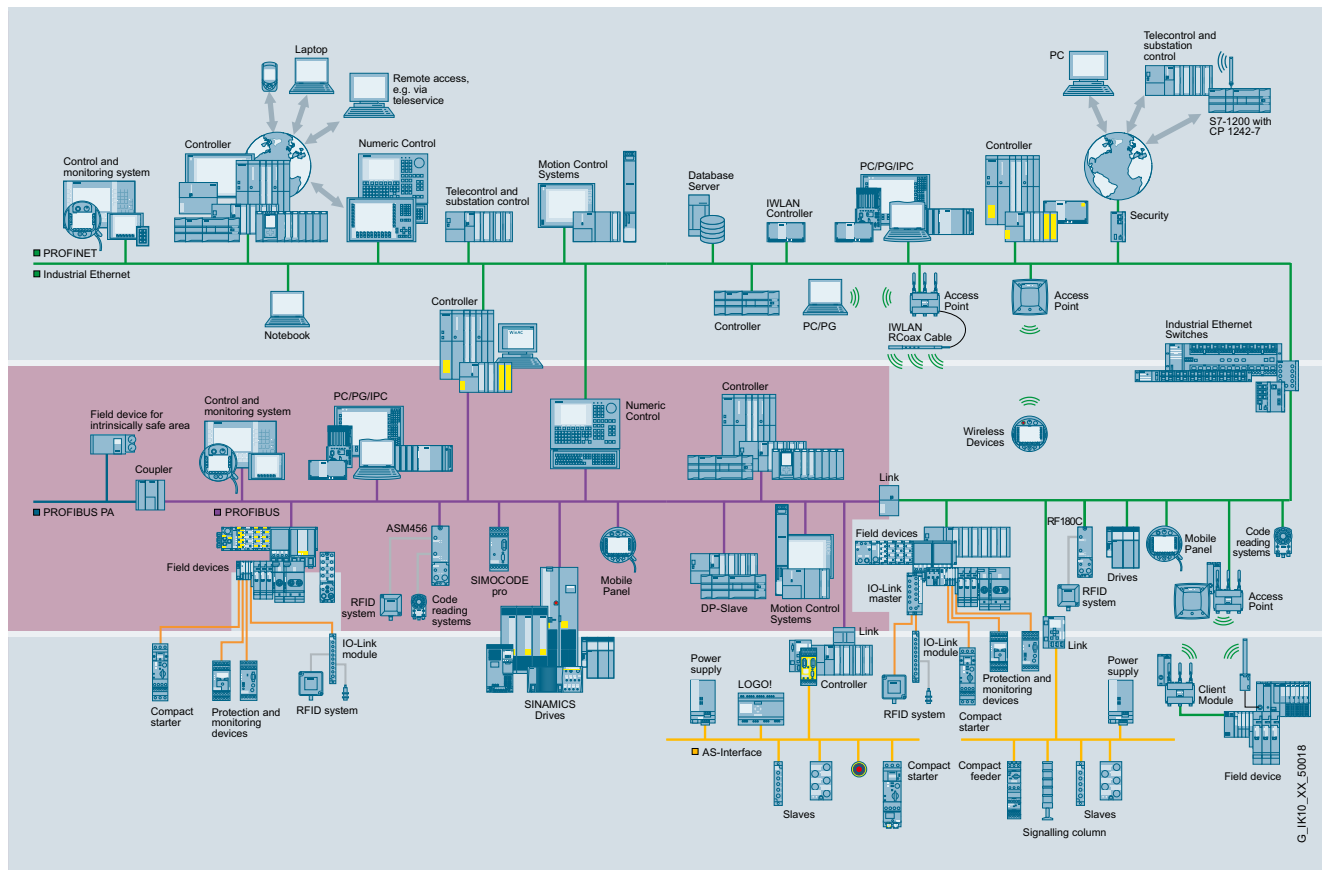 Laptop
Remote access,
e.g. via
teleservice
PC
Telecontrol and
substation
control
S7-1200 with
CP 1242-7
Control and
monitoring system
Controller
Numeric Control
Telecontrol and
substation control
Motion Control
Systems
Database
Server
IWLAN
Controller
PC/PG/IPC
Controller
Security
PROFINET
Industrial Ethernet
Notebook
Controller
WinAC
Controller
PC/PG
Access
Point
IWLAN
RCoax Cable
Access
Point
Industrial Ethernet
Switches
Field device for
intrinsically safe area
Control and
monitoring system
PC/PG/IPC
Numeric
Control
Controller
Wireless
Devices
Coupler
Link
PROFIBUS PA
PROFIBUS
Field devices
ASM456
RFID
system
Code
reading
systems
SIMOCODE
pro
Mobile
Panel
DP-Slave
Motion Control
Systems
Field devices
IO-Link
master
RF180C
RFID
system
Drives
Mobile
Panel
Code
reading
systems
Access
Point
Compact
starter
Protection and
monitoring
devices
IO-Link
module
RFID system
SINAMICS
Drives
Power
supply
LOGO!
Link
Controller
IO-Link
module
RFID system
Compact
starter
Protection and
monitoring
devices
Link
Power
supply
Client
Module
Field device
AS-Interface
Slaves
Compact
starter
Compact
feeder
Signalling column
Slaves
G_IK10_XX_50018